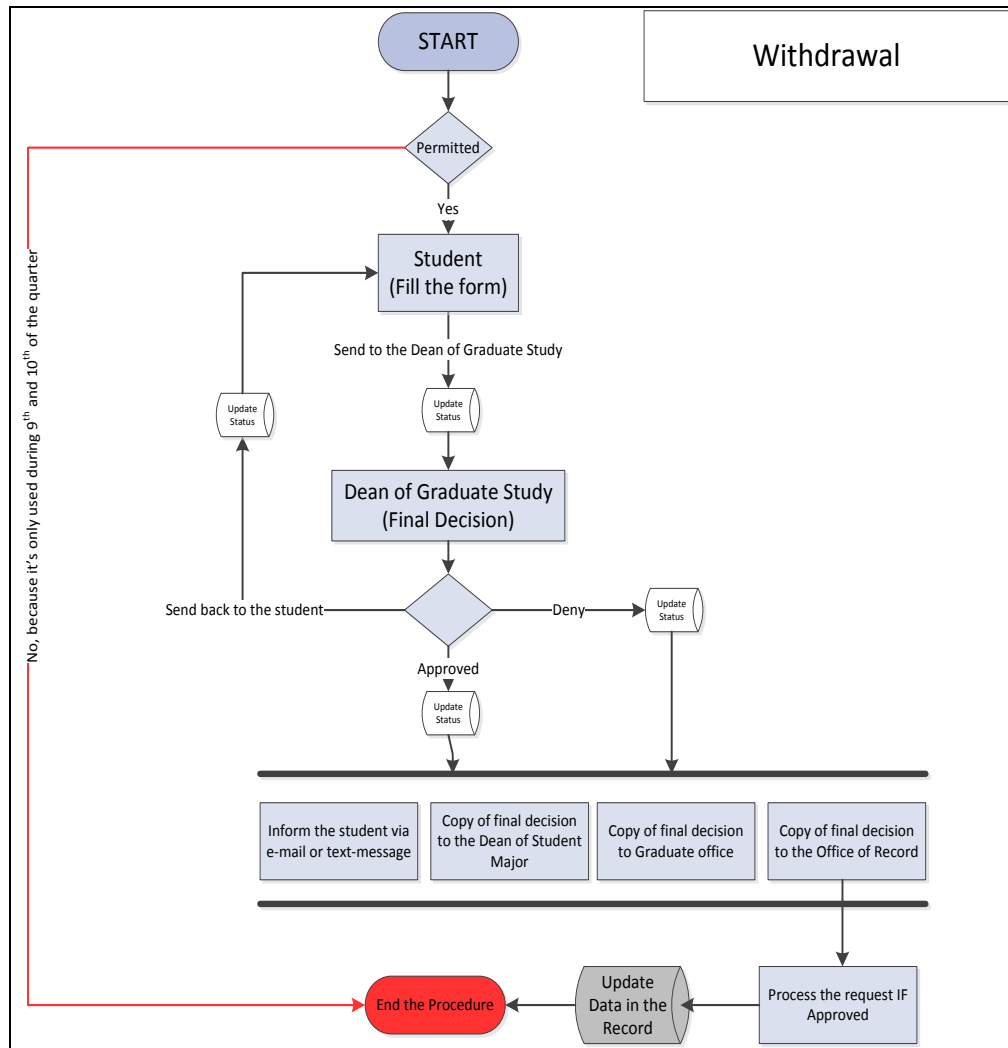 START
Withdrawal
Permitted
Yes
No, because it's only used during 9th and 10th of the quarter
Student
(Fill the form)
Send to the Dean of Graduate Study
Update
Status
Update
Status
Dean of Graduate Study
(Final Decision)
Send back to the student
Deny
Update
Status
Approved
Update
Status
Inform the student via
e-mail or text-message
Copy of final decision
to the Dean of Student
Major
Copy of final decision
to Graduate office
Copy of final decision
to the Office of Record
End the Procedure
Update
Data in the
Record
Process the request IF
Approved